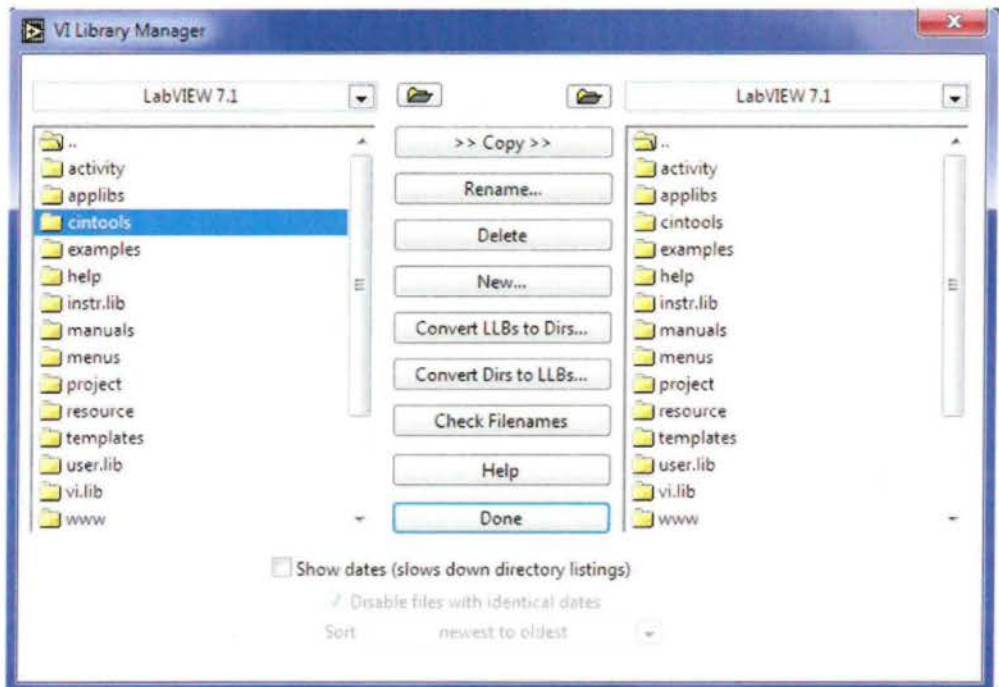 VI Library Manager
LabVIEW 7.1
LabVIEW 7.1
..
activity
applibs
cintools
examples
help
instr.lib
manuals
menus
project
resource
templates
user.lib
vi.lib
www
>> Copy >>
Rename...
Delete
New...
Convert LLBs to Dirs...
Convert Dirs to LLBs...
Check Filenames
Help
Done
..
activity
applibs
cintools
examples
help
instr.lib
manuals
menus
project
resource
templates
user.lib
vi.lib
www
Show dates (slows down directory listings)
Disable files with identical dates
Sort newest to oldest